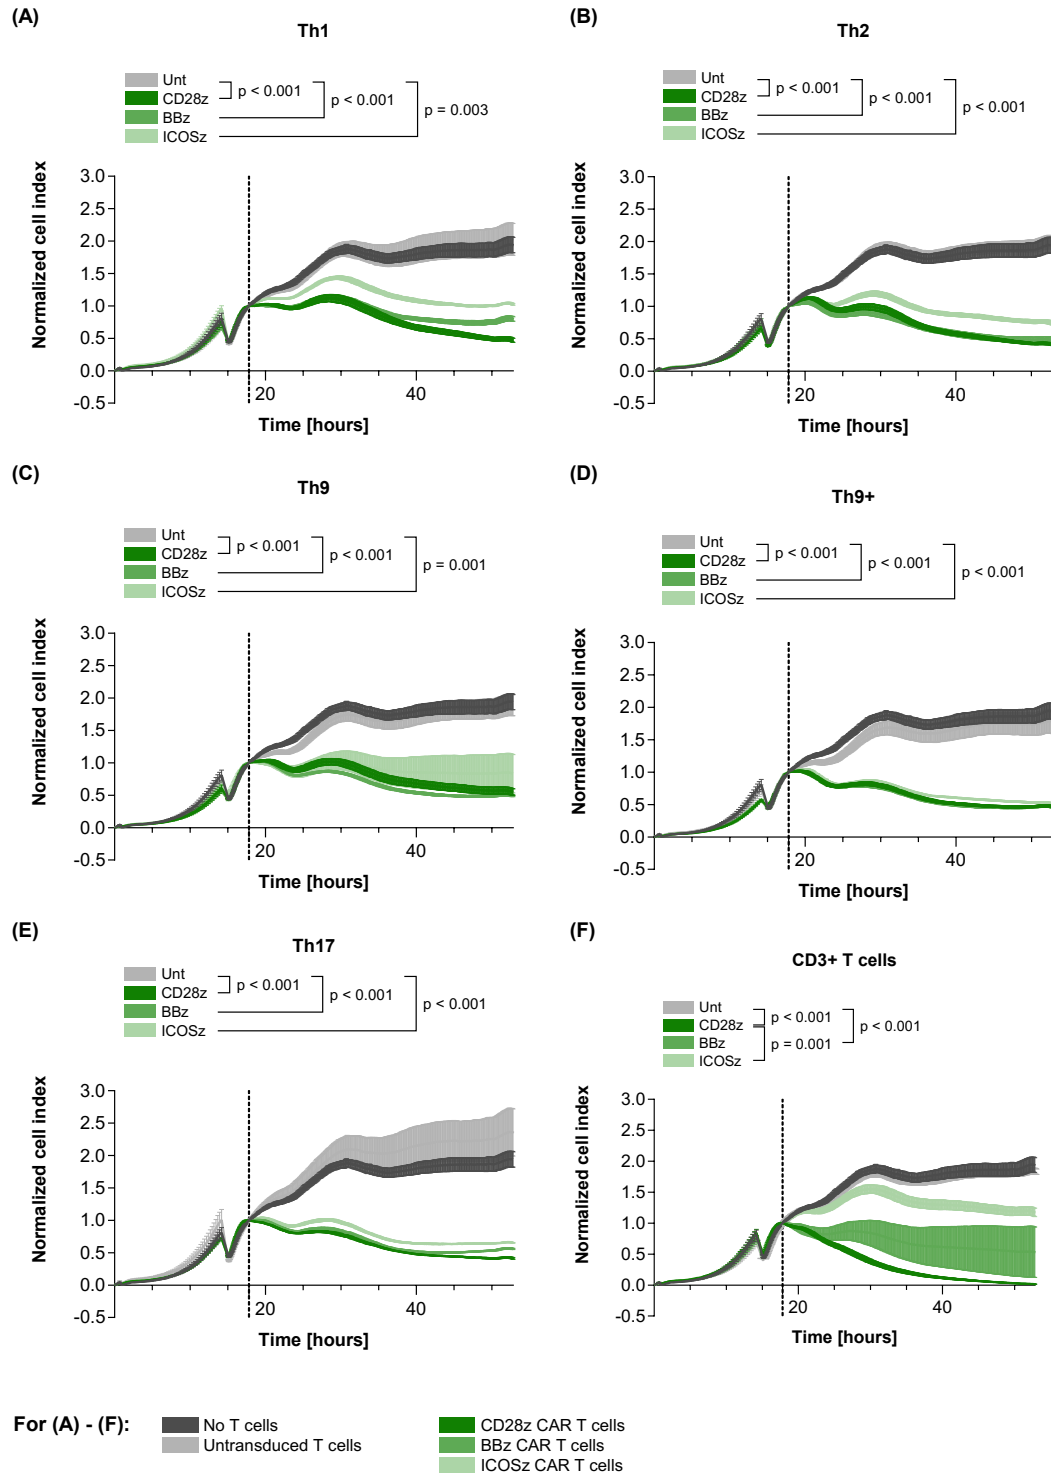 (A)
Th1
Unt
CD28z
BBz
ICOSz
p < 0.001
p < 0.001
p = 0.003
Normalized cell index
3.0
2.5
2.0
1.5
1.0
0.5
0.0
-0.5
20
40
Time [hours]
(B)
Th2
Unt
CD28z
BBz
ICOSz
p < 0.001
p < 0.001
p < 0.001
Normalized cell index
3.0
2.5
2.0
1.5
1.0
0.5
0.0
-0.5
20
40
Time [hours]
(C)
Th9
Unt
CD28z
BBz
ICOSz
p < 0.001
p < 0.001
p = 0.001
Normalized cell index
3.0
2.5
2.0
1.5
1.0
0.5
0.0
-0.5
20
40
Time [hours]
(D)
Th9+
Unt
CD28z
BBz
ICOSz
p < 0.001
p < 0.001
p < 0.001
Normalized cell index
3.0
2.5
2.0
1.5
1.0
0.5
0.0
-0.5
20
40
Time [hours]
(E)
Th17
Unt
CD28z
BBz
ICOSz
p < 0.001
p < 0.001
p < 0.001
Normalized cell index
3.0
2.5
2.0
1.5
1.0
0.5
0.0
-0.5
20
40
Time [hours]
(F)
CD3+ T cells
Unt
CD28z
BBz
ICOSz
p < 0.001
p = 0.001
p < 0.001
Normalized cell index
3.0
2.5
2.0
1.5
1.0
0.5
0.0
-0.5
20
40
Time [hours]
For (A) - (F):
No T cells
Untransduced T cells
CD28z CAR T cells
BBz CAR T cells
ICOSz CAR T cells